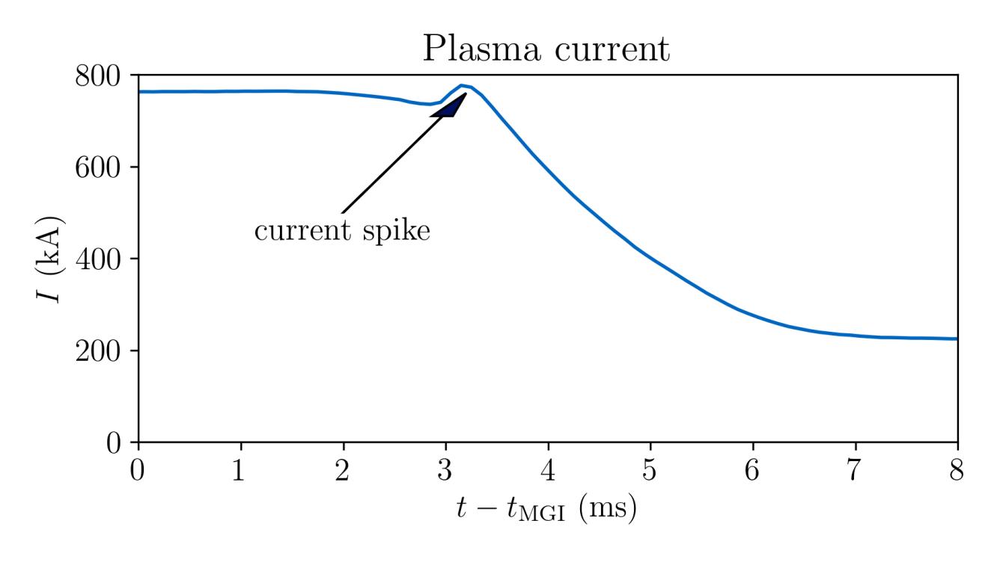 Plasma current
800
600
400
200
0
I (kA)
current spike
0 1 2 3 4 5 6 7 8
t − t_MGI (ms)